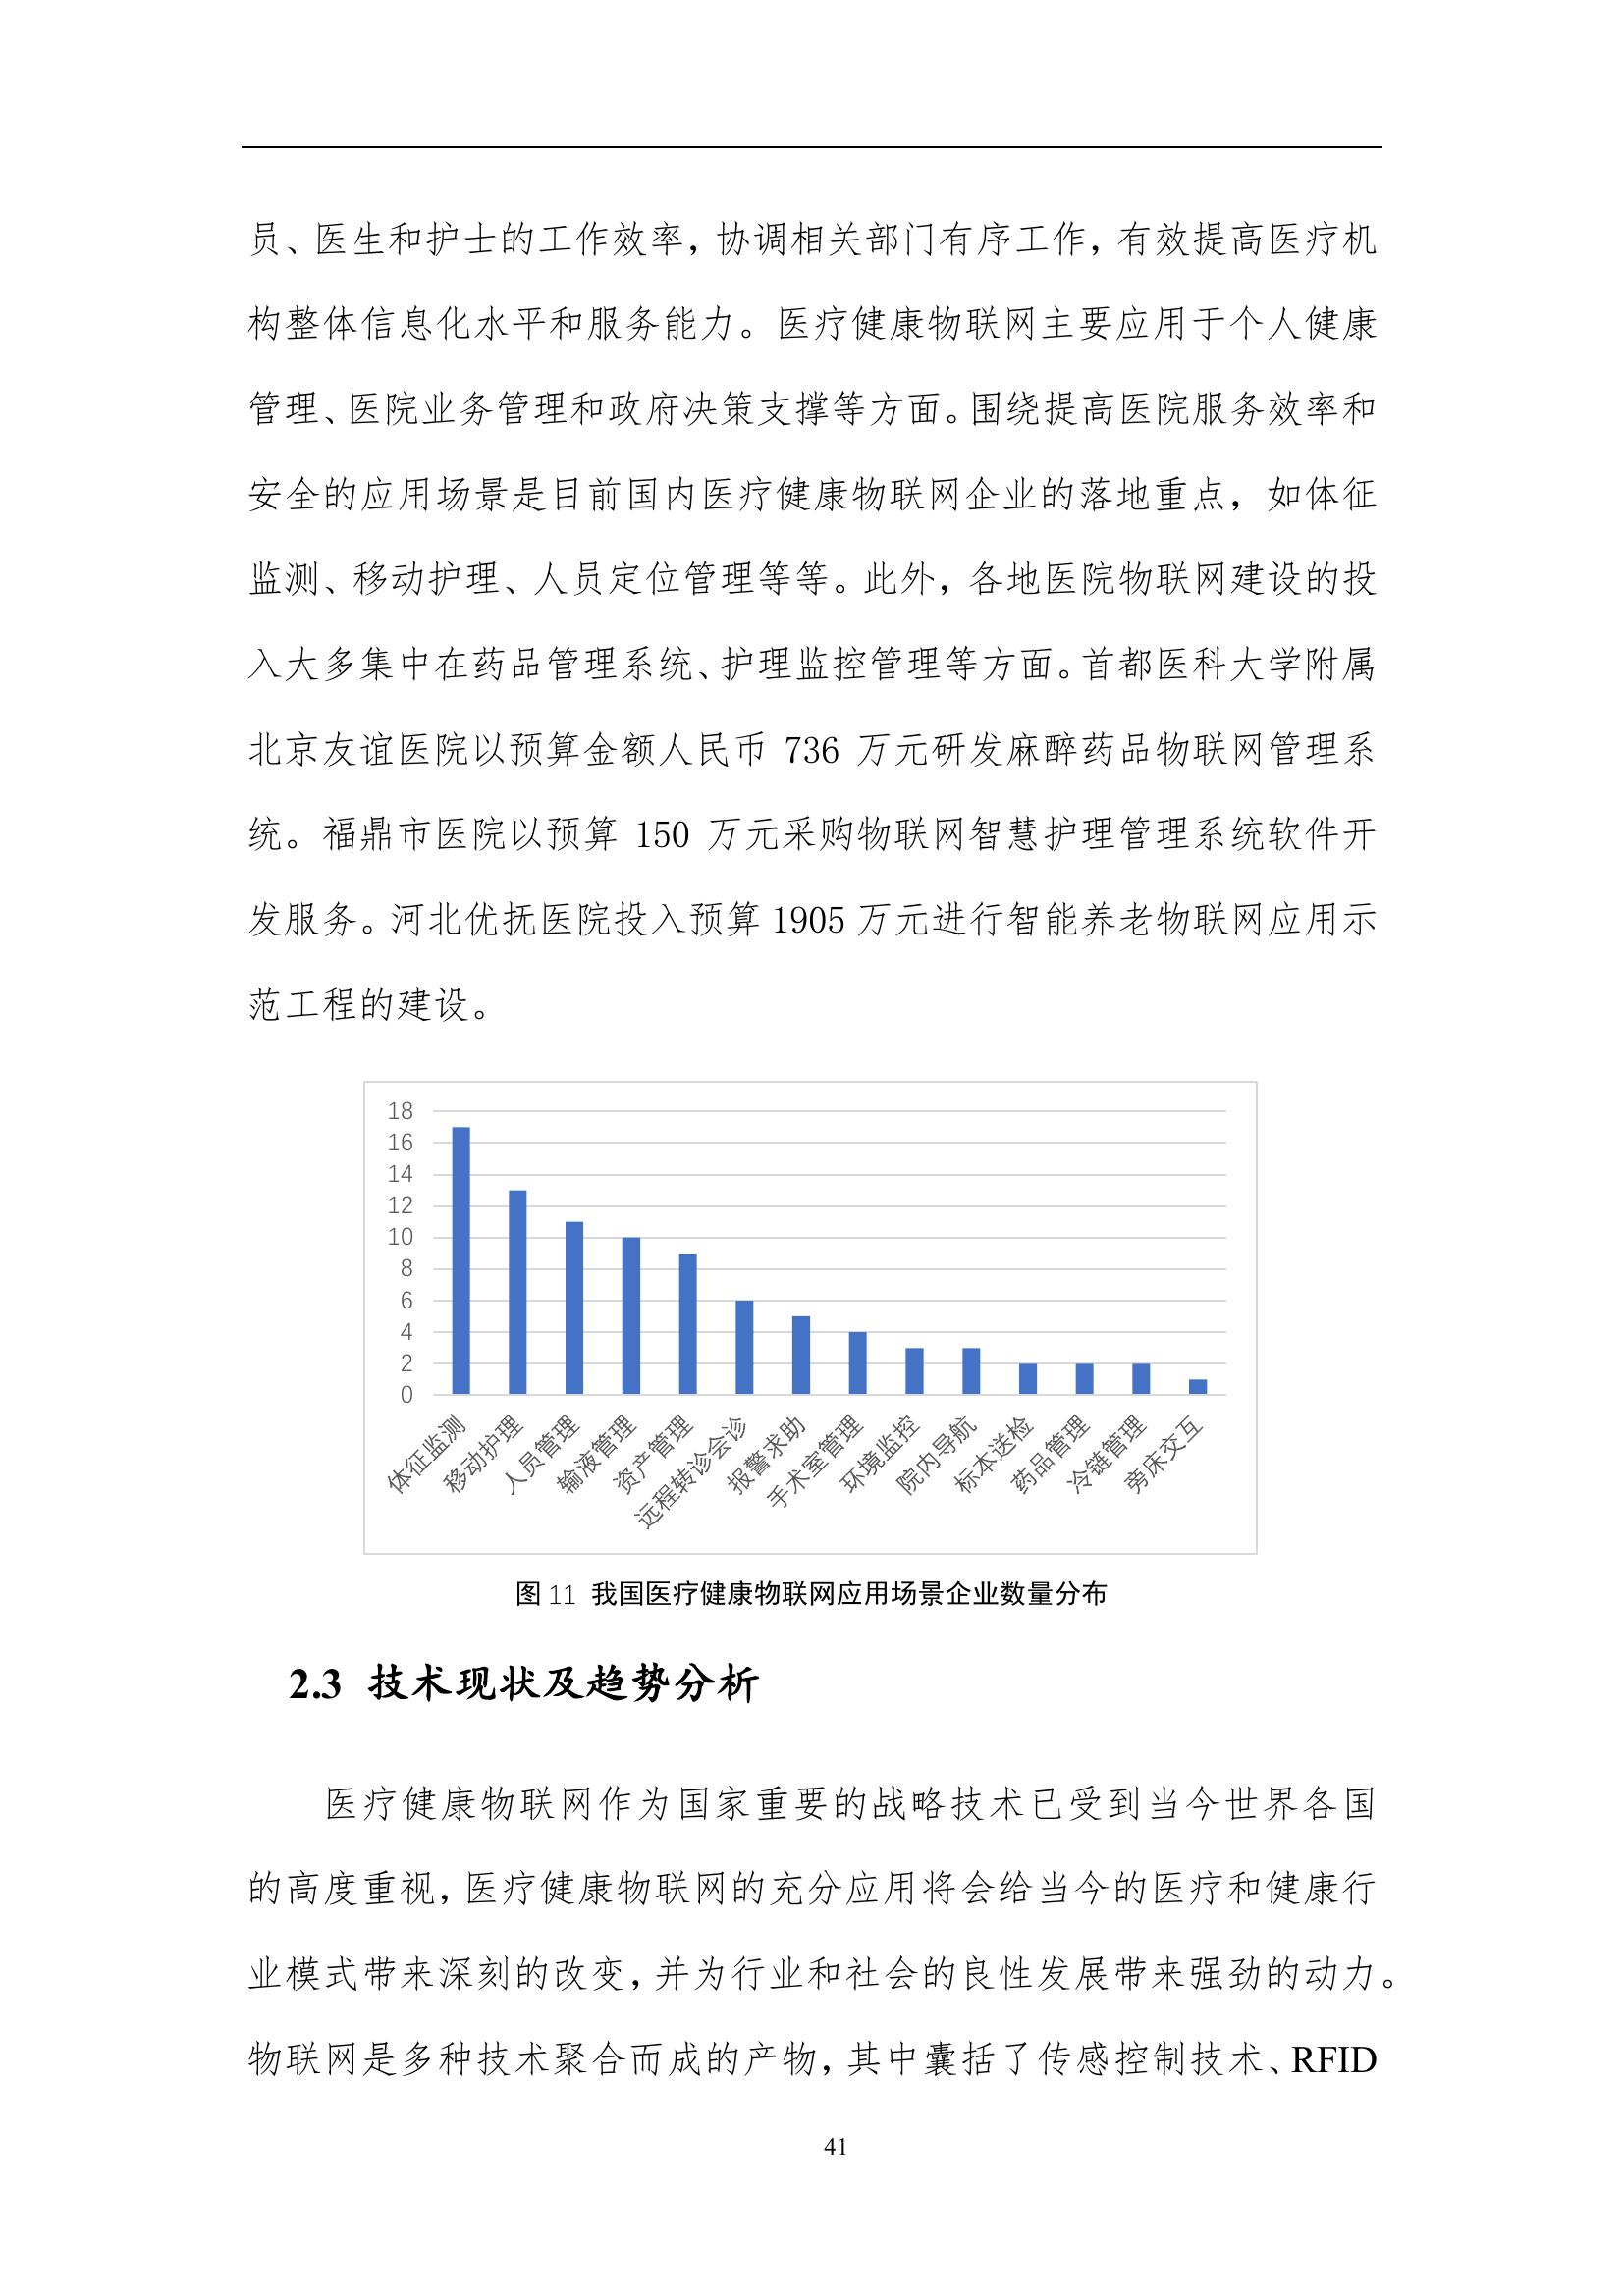 员、医生和护士的工作效率，协调相关部门有序工作，有效提高医疗机
构整体信息化水平和服务能力。医疗健康物联网主要应用于个人健康
管理、医院业务管理和政府决策支撑等方面。围绕提高医院服务效率和
安全的应用场景是目前国内医疗健康物联网企业的落地重点，如体征
监测、移动护理、人员定位管理等等。此外，各地医院物联网建设的投
入大多集中在药品管理系统、护理监控管理等方面。首都医科大学附属
北京友谊医院以预算金额人民币 736 万元研发麻醉药品物联网管理系
统。福鼎市医院以预算 150 万元采购物联网智慧护理管理系统软件开
发服务。河北优抚医院投入预算 1905 万元进行智能养老物联网应用示
范工程的建设。
18
16
14
12
10
8
6
4
2
0
体征监测
移动护理
人员管理
输液管理
资产管理
远程转诊会诊
报警求助
手术室管理
环境监控
院内导航
标本送检
药品管理
冷链管理
旁床交互
图 11 我国医疗健康物联网应用场景企业数量分布
2.3 技术现状及趋势分析
医疗健康物联网作为国家重要的战略技术已受到当今世界各国
的高度重视，医疗健康物联网的充分应用将会给当今的医疗和健康行
业模式带来深刻的改变，并为行业和社会的良性发展带来强劲的动力。
物联网是多种技术聚合而成的产物，其中囊括了传感控制技术、RFID
41